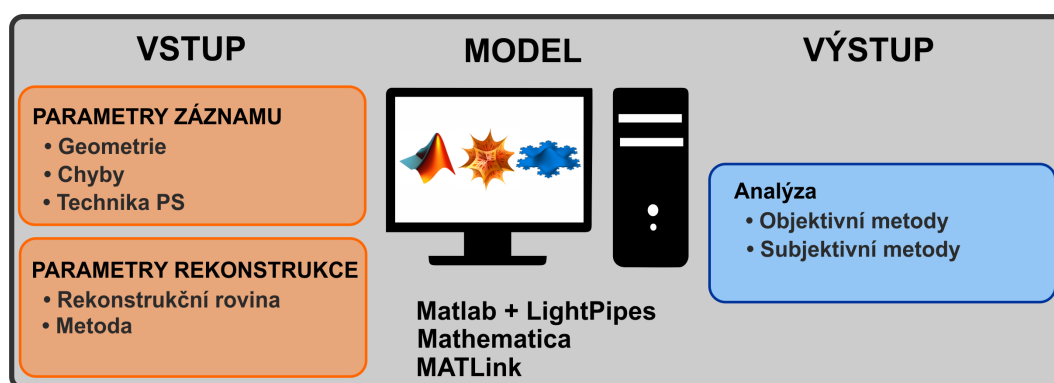 VSTUP
PARAMETRY ZÁZNAMU
• Geometrie
• Chyby
• Technika PS
PARAMETRY REKONSTRUKCE
• Rekonstrukční rovina
• Metoda
MODEL
Matlab + LightPipes
Mathematica
MATLink
VÝSTUP
Analýza
• Objektivní metody
• Subjektivní metody